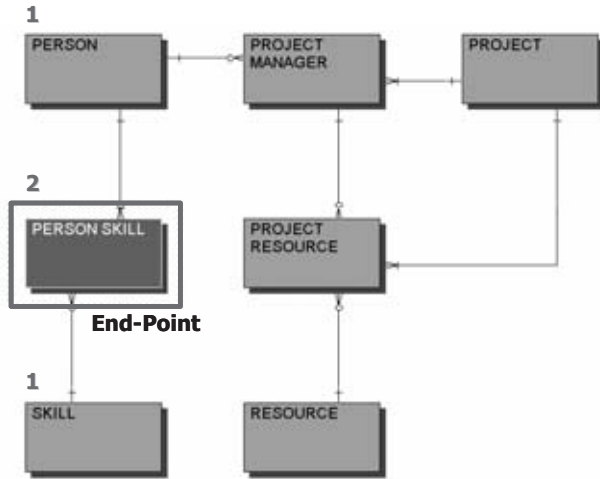 1
PERSON
PROJECT
MANAGER
PROJECT
2
PERSON SKILL
PROJECT
RESOURCE
End-Point
1
SKILL
RESOURCE